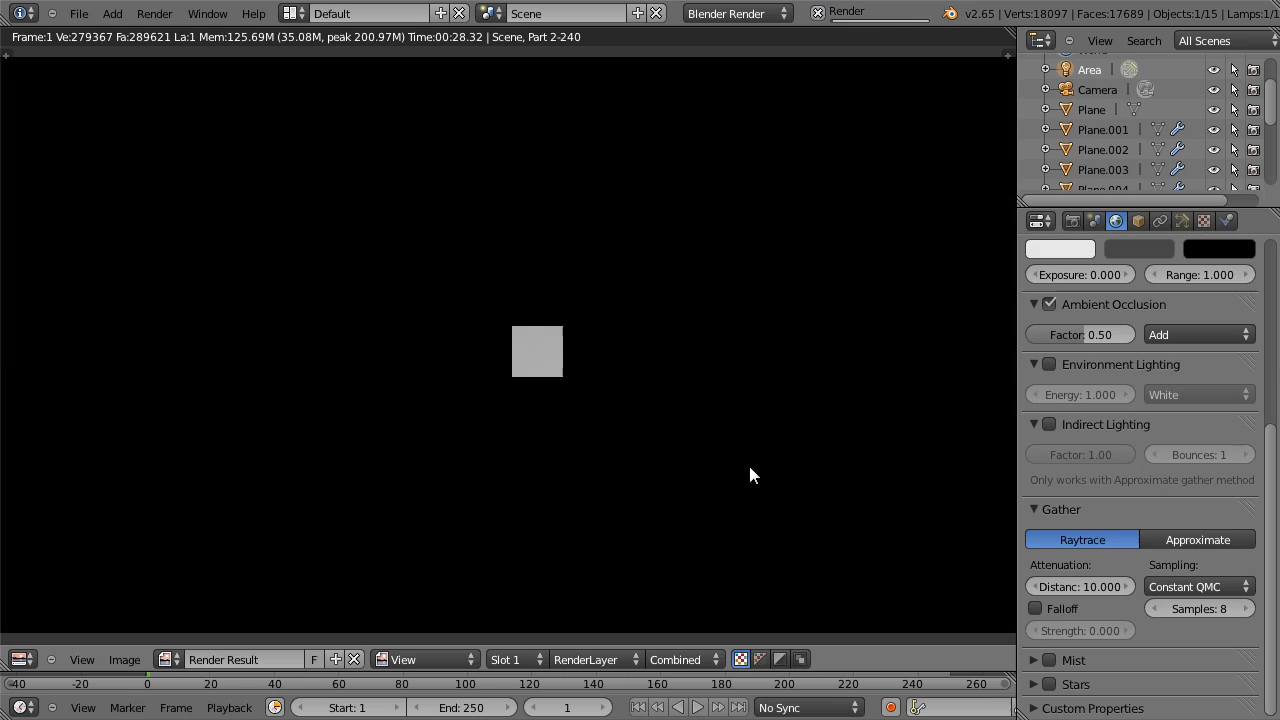 File Add Render Window Help Default Scene Blender Render Render v2.65 | Verts:18097 | Faces:17689 | Objects:1/15 | Lamps:1/1
Frame:1 Ve:279367 Fa:289621 La:1 Mem:125.69M (35.08M, peak 200.97M) Time:00:28.32 | Scene, Part 2-240
View Search All Scenes
Area
Camera
Plane
Plane.001
Plane.002
Plane.003
Plane.004
Exposure: 0.000 Range: 1.000
Ambient Occlusion
Factor: 0.50 Add
Environment Lighting
Energy: 1.000 White
Indirect Lighting
Factor: 1.00 Bounces: 1
Only works with Approximate gather method
Gather
Raytrace Approximate
Attenuation: Sampling:
Distanc: 10.000 Constant QMC
Falloff Samples: 8
Strength: 0.000
Mist
Stars
Custom Properties
View Image Render Result F View Slot 1 RenderLayer Combined
-40 0 20 40 60 80 100 120 140 160 180 200 220 240 260
View Marker Frame Playback Start: 1 End: 250 1 No Sync